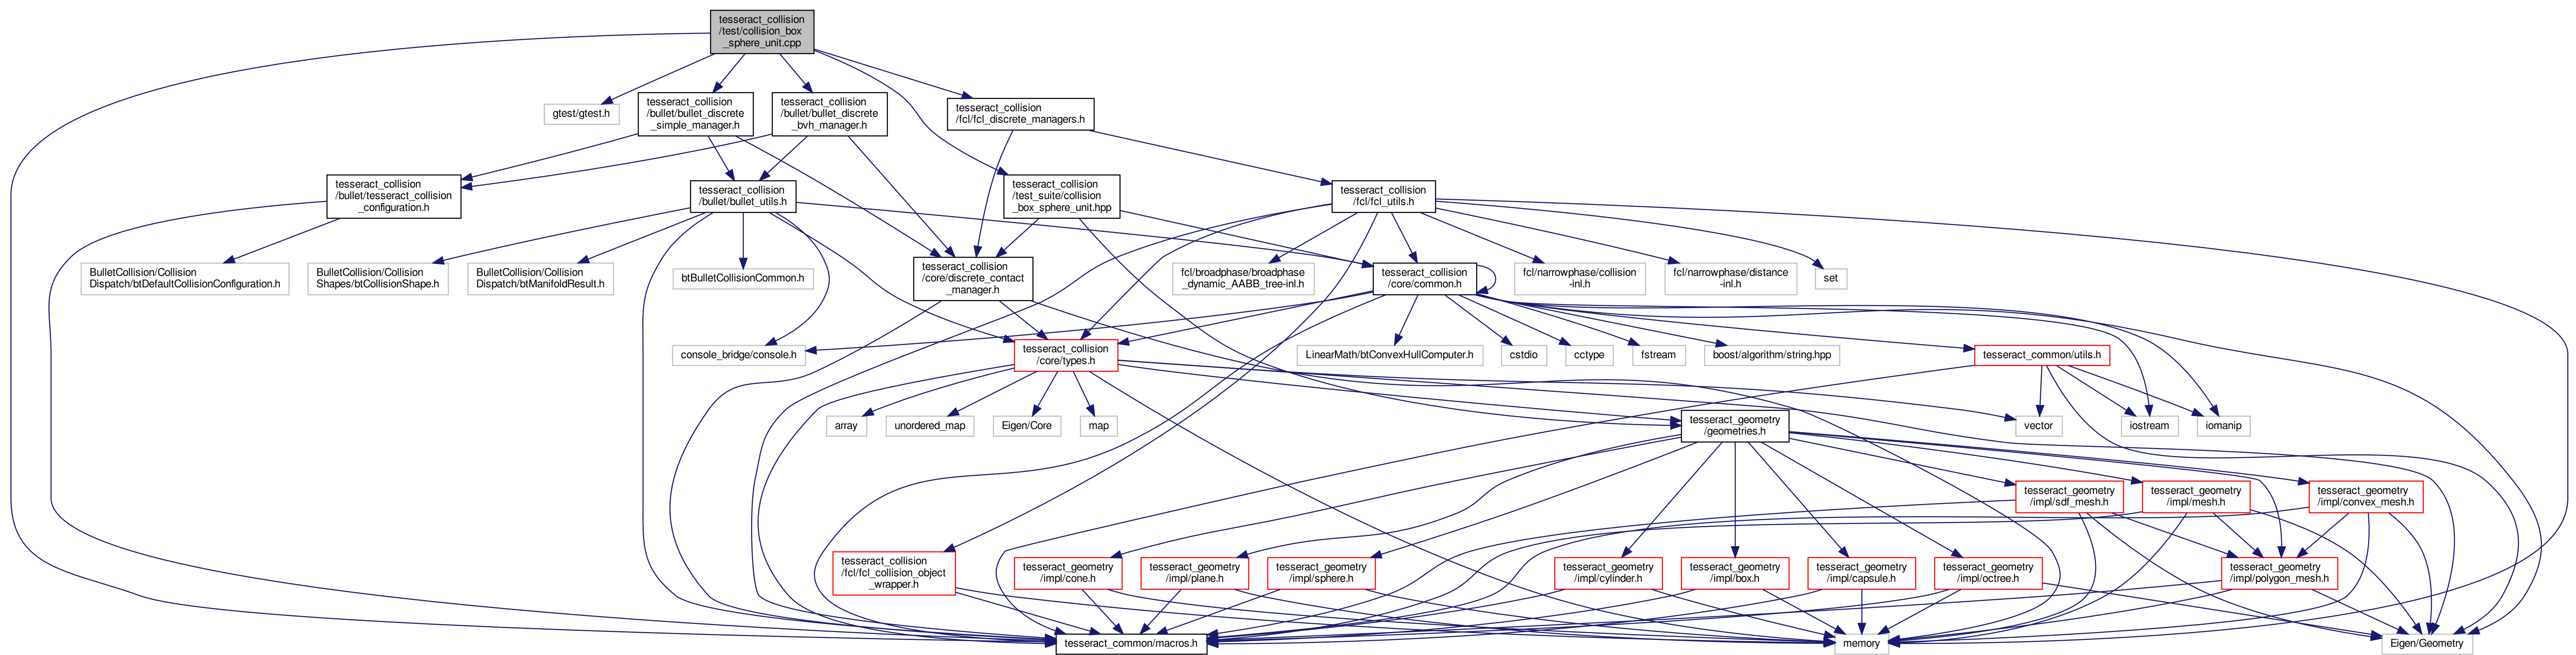 tesseract_collision
/test/collision_box
_sphere_unit.cpp
gtest/gtest.h
tesseract_collision
/bullet/bullet_discrete
_simple_manager.h
tesseract_collision
/bullet/bullet_discrete
_bvh_manager.h
tesseract_collision
/fcl/fcl_discrete_managers.h
tesseract_collision
/bullet/tesseract_collision
_configuration.h
tesseract_collision
/bullet/bullet_utils.h
tesseract_collision
/test_suite/collision
_box_sphere_unit.hpp
tesseract_collision
/fcl/fcl_utils.h
BulletCollision/Collision
Dispatch/btDefaultCollisionConfiguration.h
BulletCollision/Collision
Shapes/btCollisionShape.h
BulletCollision/Collision
Dispatch/btManifoldResult.h
btBulletCollisionCommon.h
tesseract_collision
/core/discrete_contact
_manager.h
fcl/broadphase/broadphase
_dynamic_AABB_tree-inl.h
tesseract_collision
/core/common.h
fcl/narrowphase/collision
-inl.h
fcl/narrowphase/distance
-inl.h
set
console_bridge/console.h
tesseract_collision
/core/types.h
LinearMath/btConvexHullComputer.h
cstdio
cctype
fstream
boost/algorithm/string.hpp
tesseract_common/utils.h
array
unordered_map
Eigen/Core
map
tesseract_geometry
/geometries.h
vector
iostream
iomanip
tesseract_geometry
/impl/sdf_mesh.h
tesseract_geometry
/impl/mesh.h
tesseract_geometry
/impl/convex_mesh.h
tesseract_collision
/fcl/fcl_collision_object
_wrapper.h
tesseract_geometry
/impl/cone.h
tesseract_geometry
/impl/plane.h
tesseract_geometry
/impl/sphere.h
tesseract_geometry
/impl/cylinder.h
tesseract_geometry
/impl/box.h
tesseract_geometry
/impl/capsule.h
tesseract_geometry
/impl/octree.h
tesseract_geometry
/impl/polygon_mesh.h
tesseract_common/macros.h
memory
Eigen/Geometry